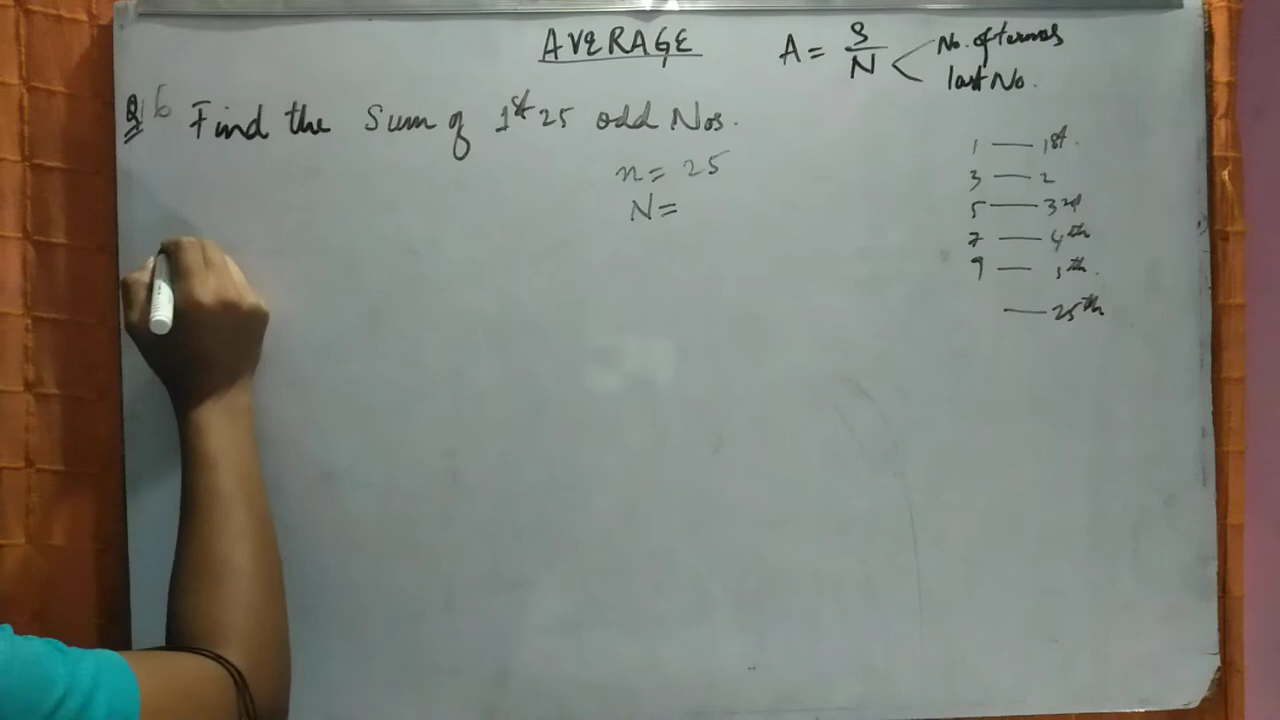 AVERAGE
A = S/N < No. of terms
last No.
Q.6 Find the Sum of 1st 25 odd Nos.
n = 25
N =
1 — 1st.
3 — 2
5 — 3rd
7 — 4th
9 — 5th.
— 25th